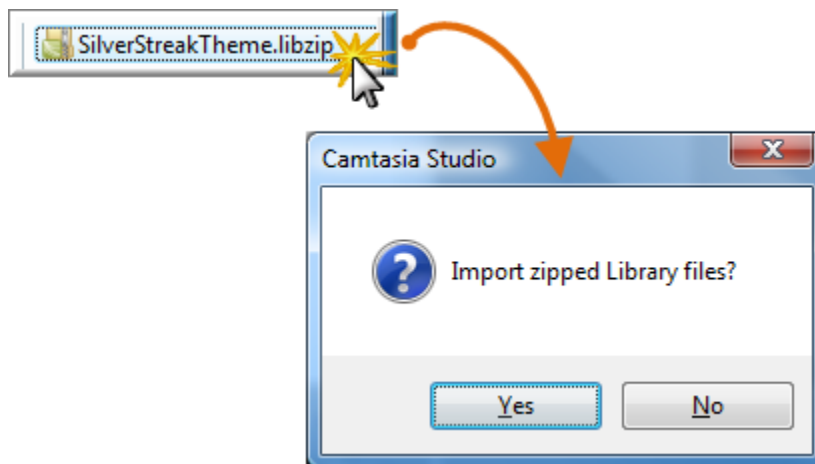 SilverStreakTheme.libzip
Camtasia Studio
Import zipped Library files?
Yes
No